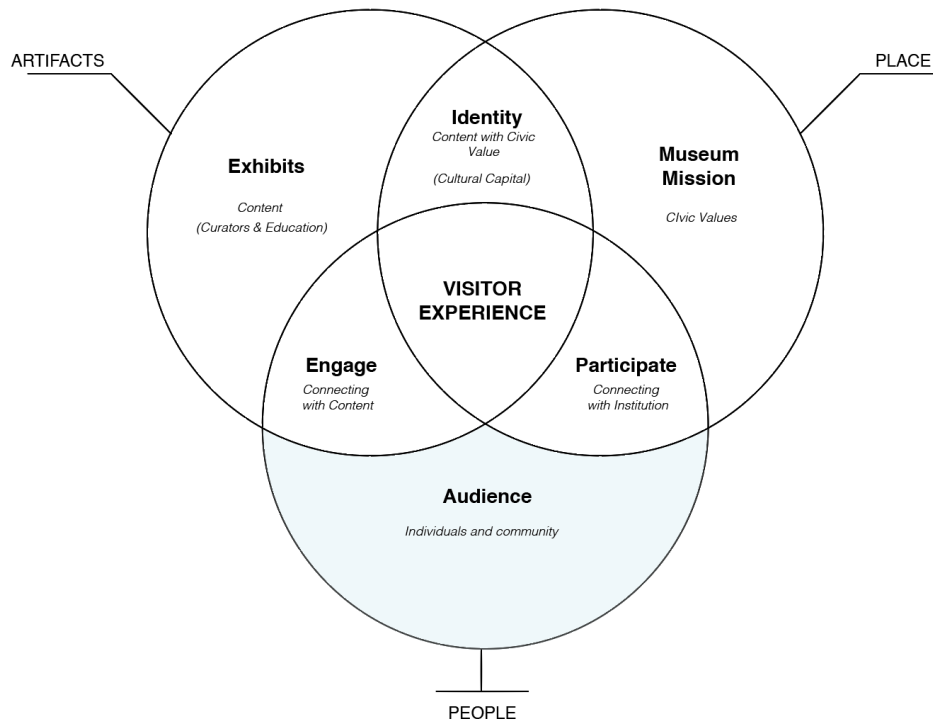 ARTIFACTS
PLACE
Identity
Content with Civic
Value
(Cultural Capital)
Exhibits
Content
(Curators & Education)
Museum
Mission
CIvic Values
VISITOR
EXPERIENCE
Engage
Connecting
with Content
Participate
Connecting
with Institution
Audience
Individuals and community
PEOPLE